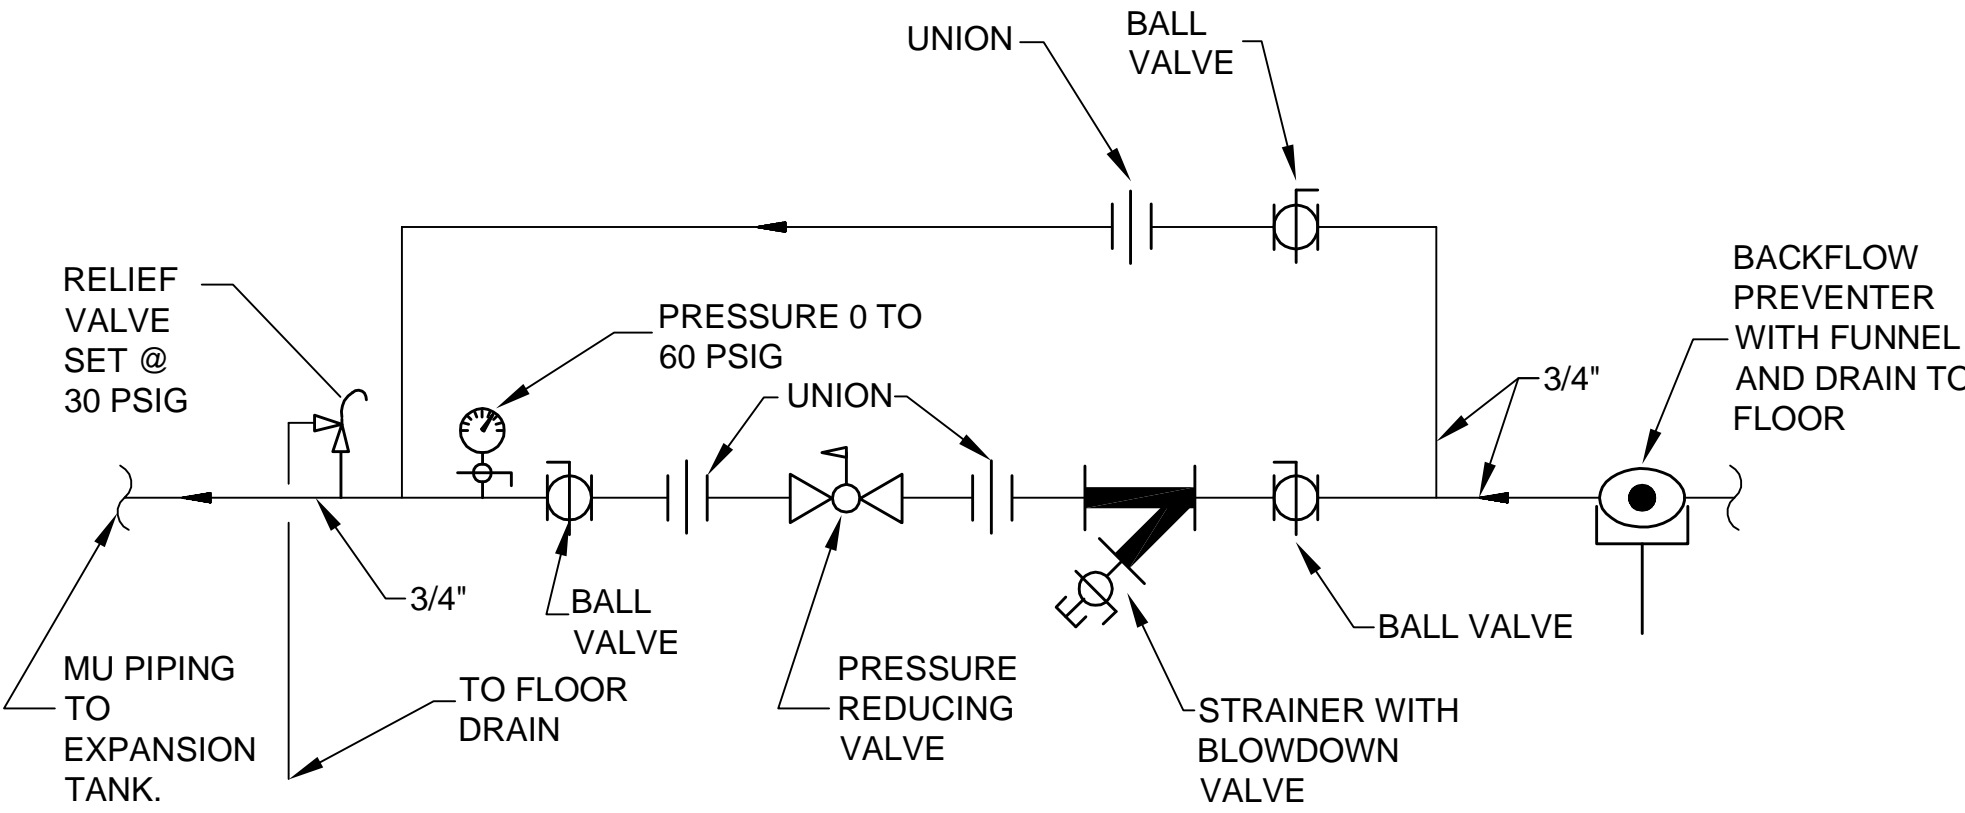 UNION
BALL
VALVE
RELIEF
VALVE
SET @
30 PSIG
PRESSURE 0 TO
60 PSIG
UNION
3/4"
BACKFLOW
PREVENTER
WITH FUNNEL
AND DRAIN TO
FLOOR
3/4"
BALL
VALVE
BALL VALVE
MU PIPING
TO
EXPANSION
TANK.
TO FLOOR
DRAIN
PRESSURE
REDUCING
VALVE
STRAINER WITH
BLOWDOWN
VALVE